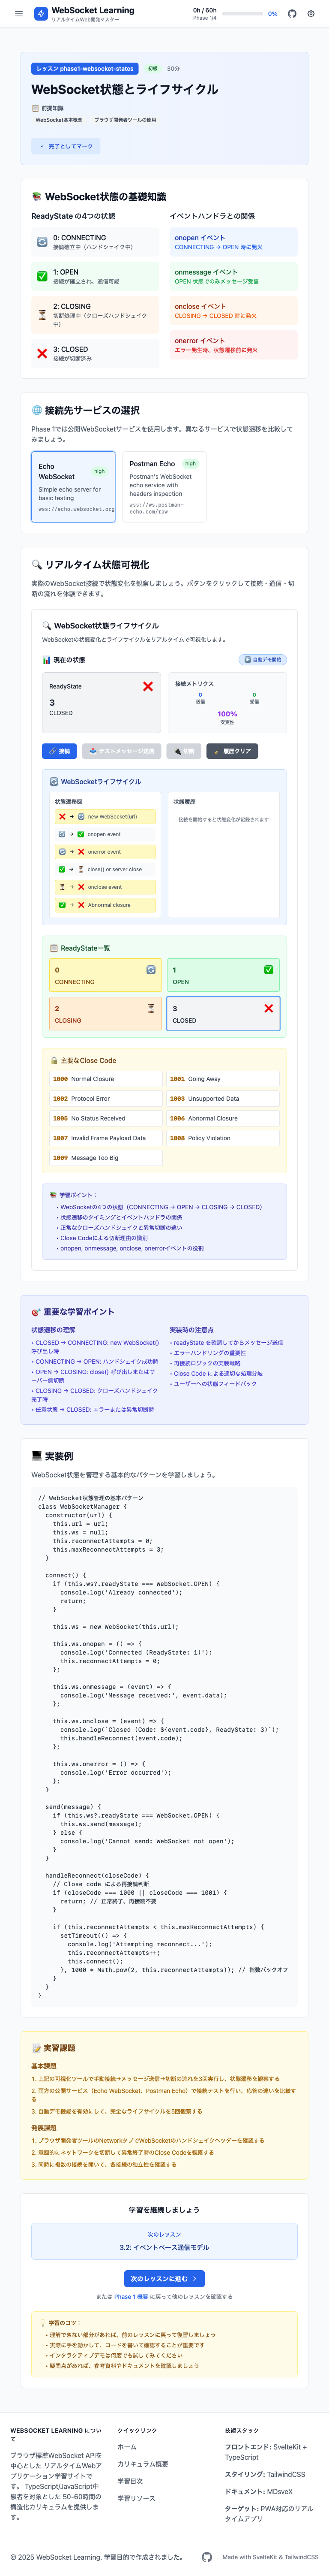 WebSocket Learning
リアルタイムWeb開発マスター
0h / 60h
Phase 1/4
0%
レッスン phase1-websocket-states
初級
30分
WebSocket状態とライフサイクル
前提知識
WebSocket基本概念
ブラウザ開発者ツールの使用
完了としてマーク
WebSocket状態の基礎知識
ReadyState の4つの状態
0: CONNECTING
接続確立中（ハンドシェイク中）
1: OPEN
接続が確立され、通信可能
2: CLOSING
切断処理中（クローズハンドシェイク
中）
3: CLOSED
接続が切断済み
イベントハンドラとの関係
onopen イベント
CONNECTING → OPEN 時に発火
onmessage イベント
OPEN 状態でのみメッセージ受信
onclose イベント
CLOSING → CLOSED 時に発火
onerror イベント
エラー発生時、状態遷移前に発火
接続先サービスの選択
Phase 1では公開WebSocketサービスを使用します。異なるサービスで状態遷移を比較して
みましょう。
Echo
WebSocket
high
Simple echo server for
basic testing
wss://echo.websocket.org
Postman Echo
high
Postman's WebSocket
echo service with
headers inspection
wss://ws.postman-
echo.com/raw
リアルタイム状態可視化
実際のWebSocket接続で状態変化を観察しましょう。ボタンをクリックして接続・通信・切
断の流れを体験できます。
WebSocket状態ライフサイクル
WebSocketの状態変化とライフサイクルをリアルタイムで可視化します。
現在の状態
自動デモ開始
ReadyState
3
CLOSED
接続メトリクス
0
送信
0
受信
100%
安定性
接続
テストメッセージ送信
切断
履歴クリア
WebSocketライフサイクル
状態遷移図
→ new WebSocket(url)
→ onopen event
→ onerror event
→ close() or server close
→ onclose event
→ Abnormal closure
状態履歴
接続を開始すると状態変化が記録されます
ReadyState一覧
0
CONNECTING
1
OPEN
2
CLOSING
3
CLOSED
主要なClose Code
1000 Normal Closure
1001 Going Away
1002 Protocol Error
1003 Unsupported Data
1005 No Status Received
1006 Abnormal Closure
1007 Invalid Frame Payload Data
1008 Policy Violation
1009 Message Too Big
学習ポイント：
• WebSocketの4つの状態（CONNECTING → OPEN → CLOSING → CLOSED）
• 状態遷移のタイミングとイベントハンドラの関係
• 正常なクローズハンドシェイクと異常切断の違い
• Close Codeによる切断理由の識別
• onopen, onmessage, onclose, onerrorイベントの役割
重要な学習ポイント
状態遷移の理解
• CLOSED → CONNECTING: new WebSocket()
呼び出し時
• CONNECTING → OPEN: ハンドシェイク成功時
• OPEN → CLOSING: close() 呼び出しまたはサ
ーバー側切断
• CLOSING → CLOSED: クローズハンドシェイク
完了時
• 任意状態 → CLOSED: エラーまたは異常切断時
実装時の注意点
• readyState を確認してからメッセージ送信
• エラーハンドリングの重要性
• 再接続ロジックの実装戦略
• Close Code による適切な処理分岐
• ユーザーへの状態フィードバック
実装例
WebSocket状態を管理する基本的なパターンを学習しましょう。
// WebSocket状態管理の基本パターン
class WebSocketManager {
constructor(url) {
this.url = url;
this.ws = null;
this.reconnectAttempts = 0;
this.maxReconnectAttempts = 3;
}
connect() {
if (this.ws?.readyState === WebSocket.OPEN) {
console.log('Already connected');
return;
}
this.ws = new WebSocket(this.url);
this.ws.onopen = () => {
console.log('Connected (ReadyState: 1)');
this.reconnectAttempts = 0;
};
this.ws.onmessage = (event) => {
console.log('Message received:', event.data);
};
this.ws.onclose = (event) => {
console.log(`Closed (Code: ${event.code}, ReadyState: 3)`);
this.handleReconnect(event.code);
};
this.ws.onerror = () => {
console.log('Error occurred');
};
}
send(message) {
if (this.ws?.readyState === WebSocket.OPEN) {
this.ws.send(message);
} else {
console.log('Cannot send: WebSocket not open');
}
}
handleReconnect(closeCode) {
// Close code による再接続判断
if (closeCode === 1000 || closeCode === 1001) {
return; // 正常終了、再接続不要
}
if (this.reconnectAttempts < this.maxReconnectAttempts) {
setTimeout(() => {
console.log('Attempting reconnect...');
this.reconnectAttempts++;
this.connect();
}, 1000 * Math.pow(2, this.reconnectAttempts)); // 指数バックオフ
}
}
}
実習課題
基本課題
1. 上記の可視化ツールで手動接続→メッセージ送信→切断の流れを3回実行し、状態遷移を観察する
2. 両方の公開サービス（Echo WebSocket、Postman Echo）で接続テストを行い、応答の違いを比較す
る
3. 自動デモ機能を有効にして、完全なライフサイクルを5回観察する
発展課題
1. ブラウザ開発者ツールのNetworkタブでWebSocketのハンドシェイクヘッダーを確認する
2. 意図的にネットワークを切断して異常終了時のClose Codeを観察する
3. 同時に複数の接続を開いて、各接続の独立性を確認する
学習を継続しましょう
次のレッスン
3.2: イベントベース通信モデル
次のレッスンに進む
または Phase 1 概要 に戻って他のレッスンを確認する
学習のコツ：
• 理解できない部分があれば、前のレッスンに戻って復習しましょう
• 実際に手を動かして、コードを書いて確認することが重要です
• インタラクティブデモは何度でも試してみてください
• 疑問点があれば、参考資料やドキュメントを確認しましょう
WEBSOCKET LEARNING につい
て
ブラウザ標準WebSocket APIを
中心とした リアルタイムWebア
プリケーション学習サイトで
す。 TypeScript/JavaScript中
級者を対象とした 50-60時間の
構造化カリキュラムを提供しま
す。
クイックリンク
ホーム
カリキュラム概要
学習目次
学習リソース
技術スタック
フロントエンド: SvelteKit +
TypeScript
スタイリング: TailwindCSS
ドキュメント: MDsveX
ターゲット: PWA対応のリアル
タイムアプリ
© 2025 WebSocket Learning. 学習目的で作成されました。
Made with SvelteKit & TailwindCSS